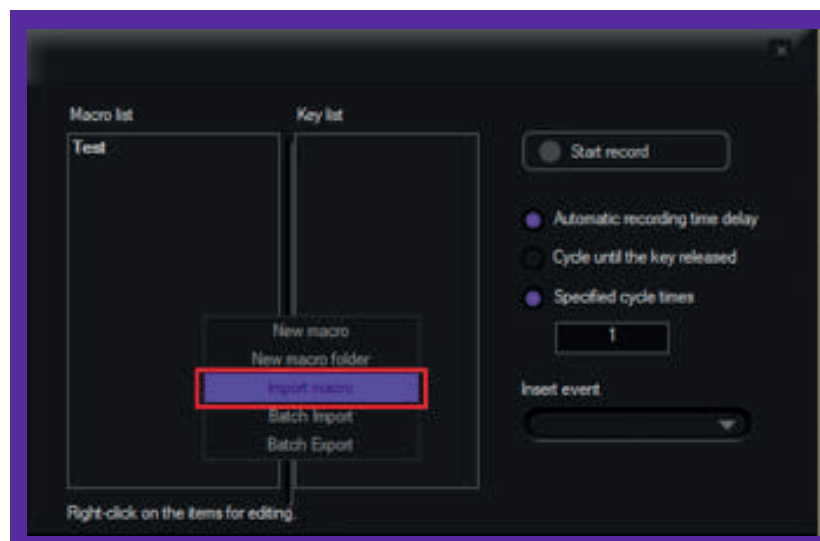 Macro list
Key list
Test
Start record
Automatic recording time delay
Cycle until the key released
Specified cycle times
1
New macro
New macro folder
Import macro
Batch Import
Batch Export
Insert event
Right-click on the items for editing.